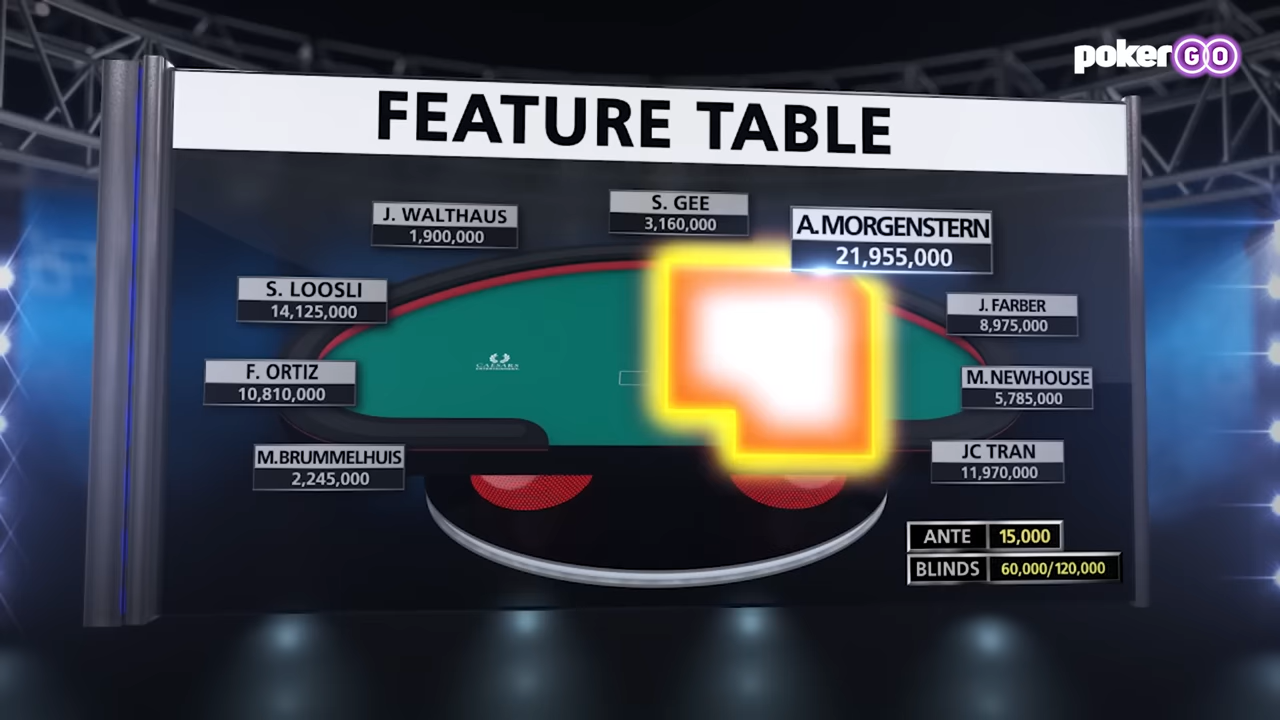 pokerGO
FEATURE TABLE
J. WALTHAUS
1,900,000
S. GEE
3,160,000
A.MORGENSTERN
21,955,000
S. LOOSLI
14,125,000
J. FARBER
8,975,000
F. ORTIZ
10,810,000
M.NEWHOUSE
5,785,000
M.BRUMMELHUIS
2,245,000
JC TRAN
11,970,000
ANTE 15,000
BLINDS 60,000/120,000
CAESARS